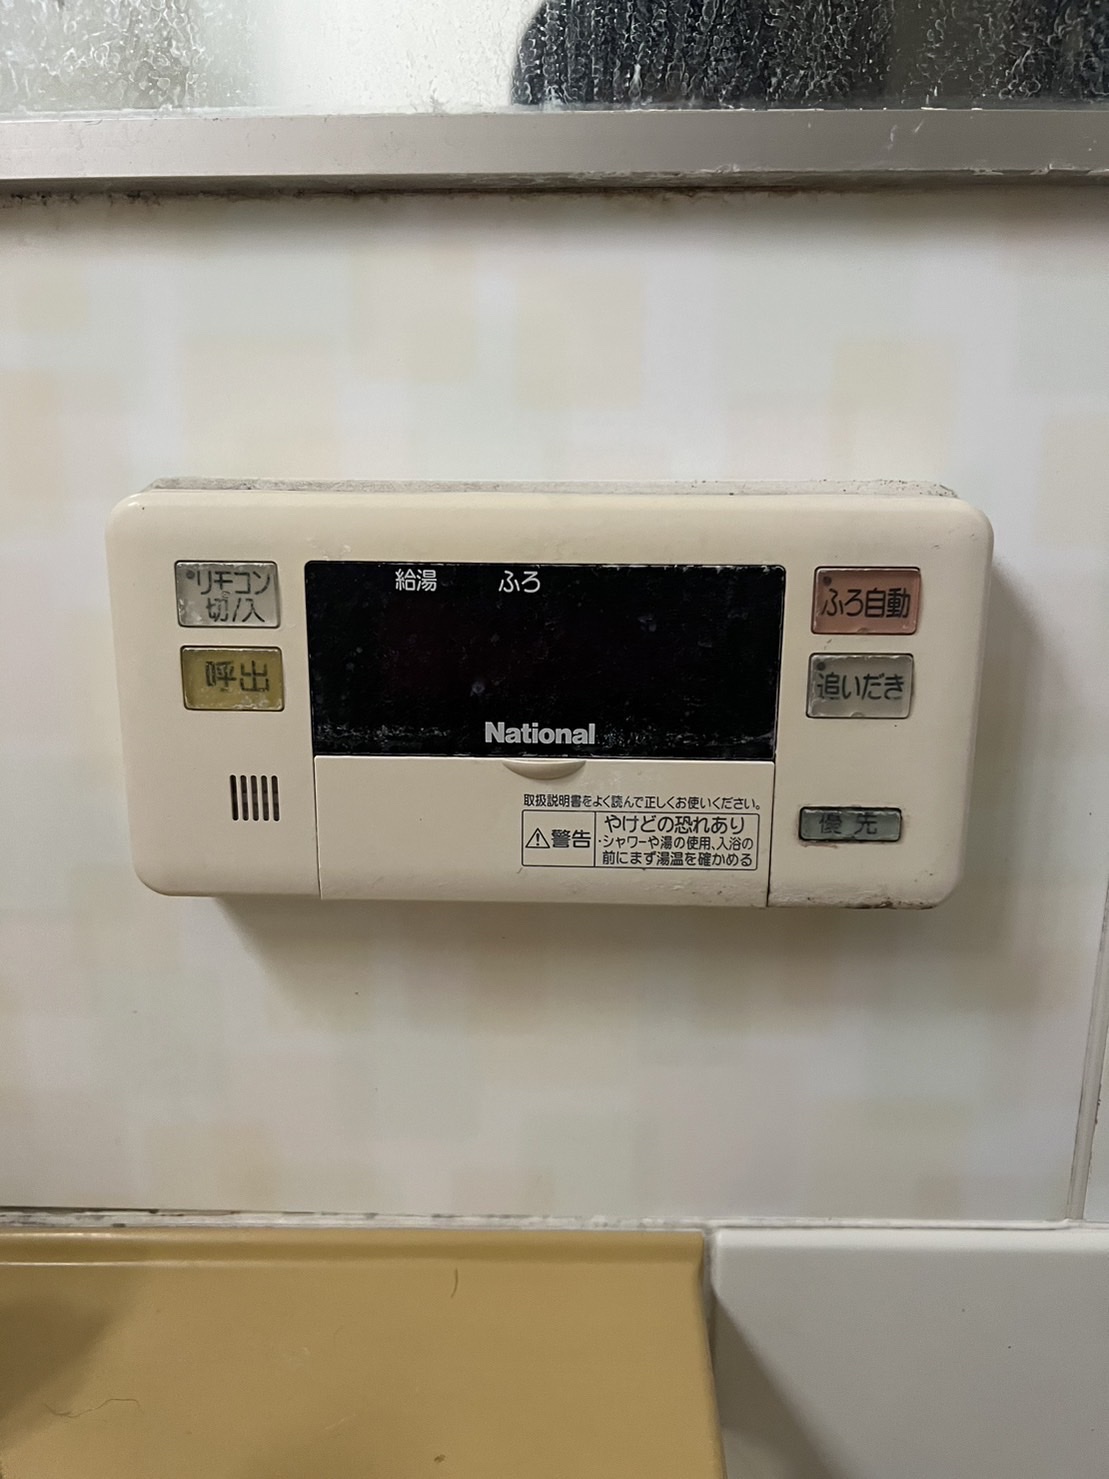 リモコン
切/入
呼出
給湯 ふろ
National
ふろ自動
追いだき
優先
取扱説明書をよく読んで正しくお使いください。
警告
やけどの恐れあり
・シャワーや湯の使用、入浴の
前にまず湯温を確かめる